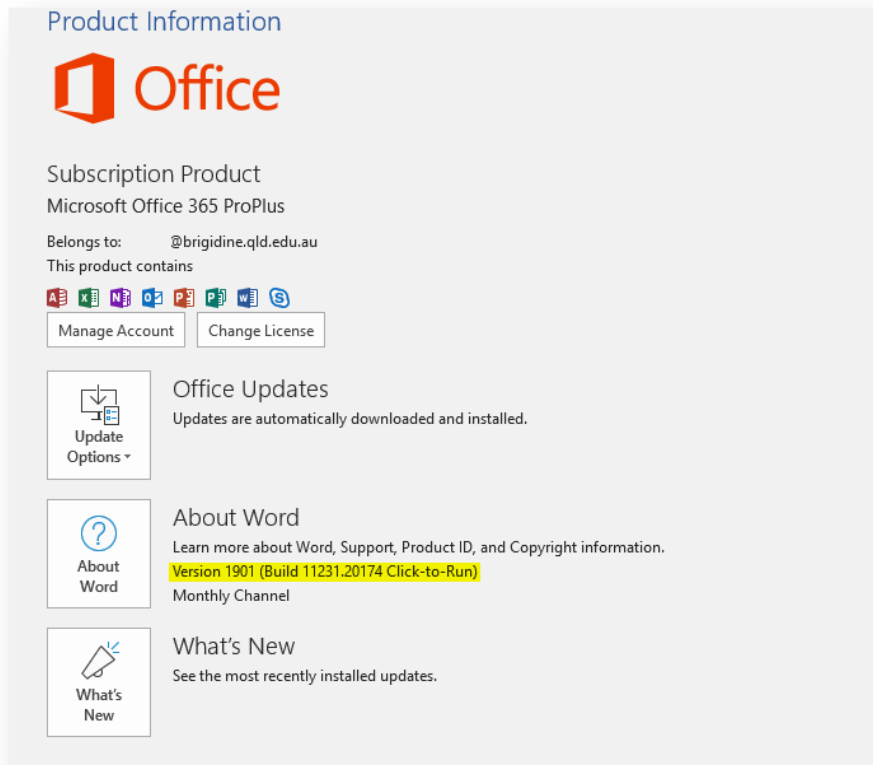 Product Information
Office
Subscription Product
Microsoft Office 365 ProPlus
Belongs to: @brigidine.qld.edu.au
This product contains
Manage Account Change License
Update Options
Office Updates
Updates are automatically downloaded and installed.
About Word
About Word
Learn more about Word, Support, Product ID, and Copyright information.
Version 1901 (Build 11231.20174 Click-to-Run)
Monthly Channel
What's New
What's New
See the most recently installed updates.